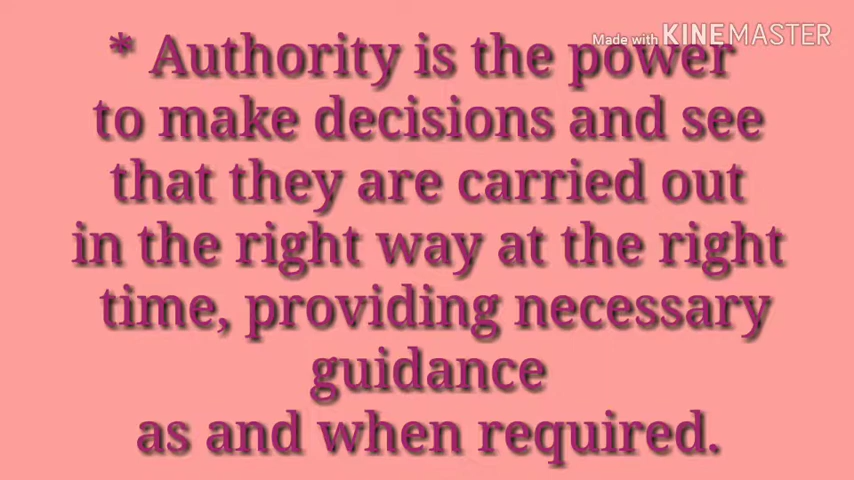 Made with KINEMASTER
* Authority is the power
to make decisions and see
that they are carried out
in the right way at the right
time, providing necessary
guidance
as and when required.